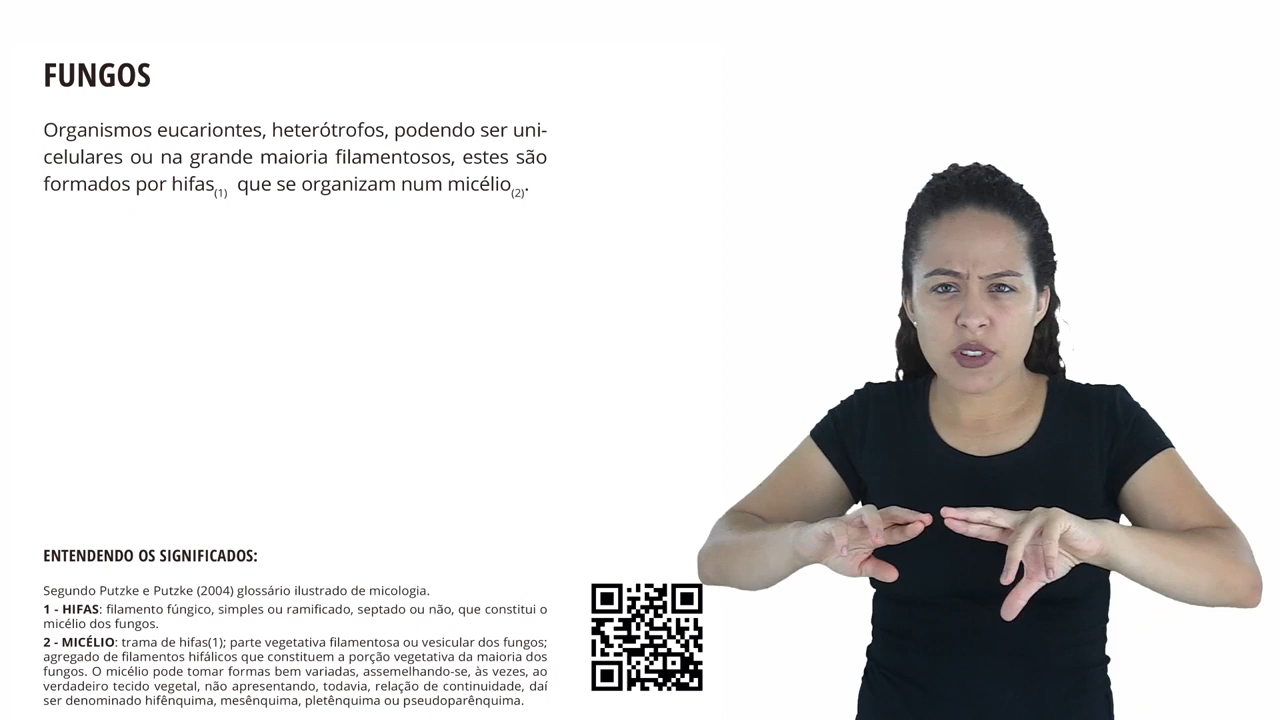 FUNGOS
Organismos eucariontes, heterótrofos, podendo ser uni-
celulares ou na grande maioria filamentosos, estes são
formados por hifas(1) que se organizam num micélio(2).
ENTENDENDO OS SIGNIFICADOS:
Segundo Putzke e Putzke (2004) glossário ilustrado de micologia.
1 - HIFAS: filamento fúngico, simples ou ramificado, septado ou não, que constitui o
micélio dos fungos.
2 - MICÉLIO: trama de hifas(1); parte vegetativa filamentosa ou vesicular dos fungos;
agregado de filamentos hifálicos que constituem a porção vegetativa da maioria dos
fungos. O micélio pode tomar formas bem variadas, assemelhando-se, às vezes, ao
verdadeiro tecido vegetal, não apresentando, todavia, relação de continuidade, daí
ser denominado hifênquima, mesênquima, pletênquima ou pseudoparênquima.